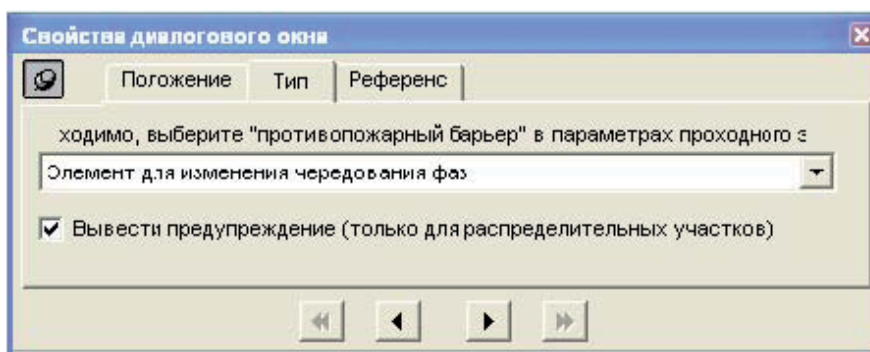 Свойства диалогового окна
Положение Тип Референс
ходимо, выберите "противопожарный барьер" в параметрах проходного э
Элемент для изменения чередования фаз
Вывести предупреждение (только для распределительных участков)